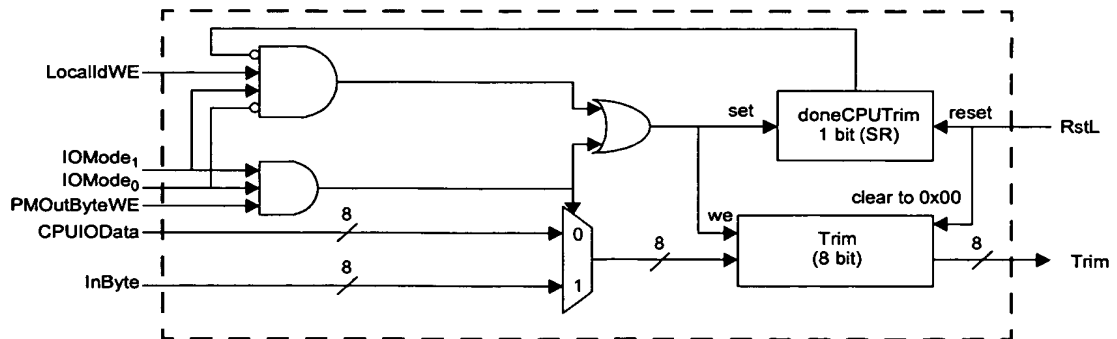 LocalIdWE
IOMode1
IOMode0
PMOutByteWE
CPUIOData
InByte
8
8
0
1
8
set
doneCPUTrim
1 bit (SR)
reset
RstL
clear to 0x00
we
Trim
(8 bit)
8
Trim